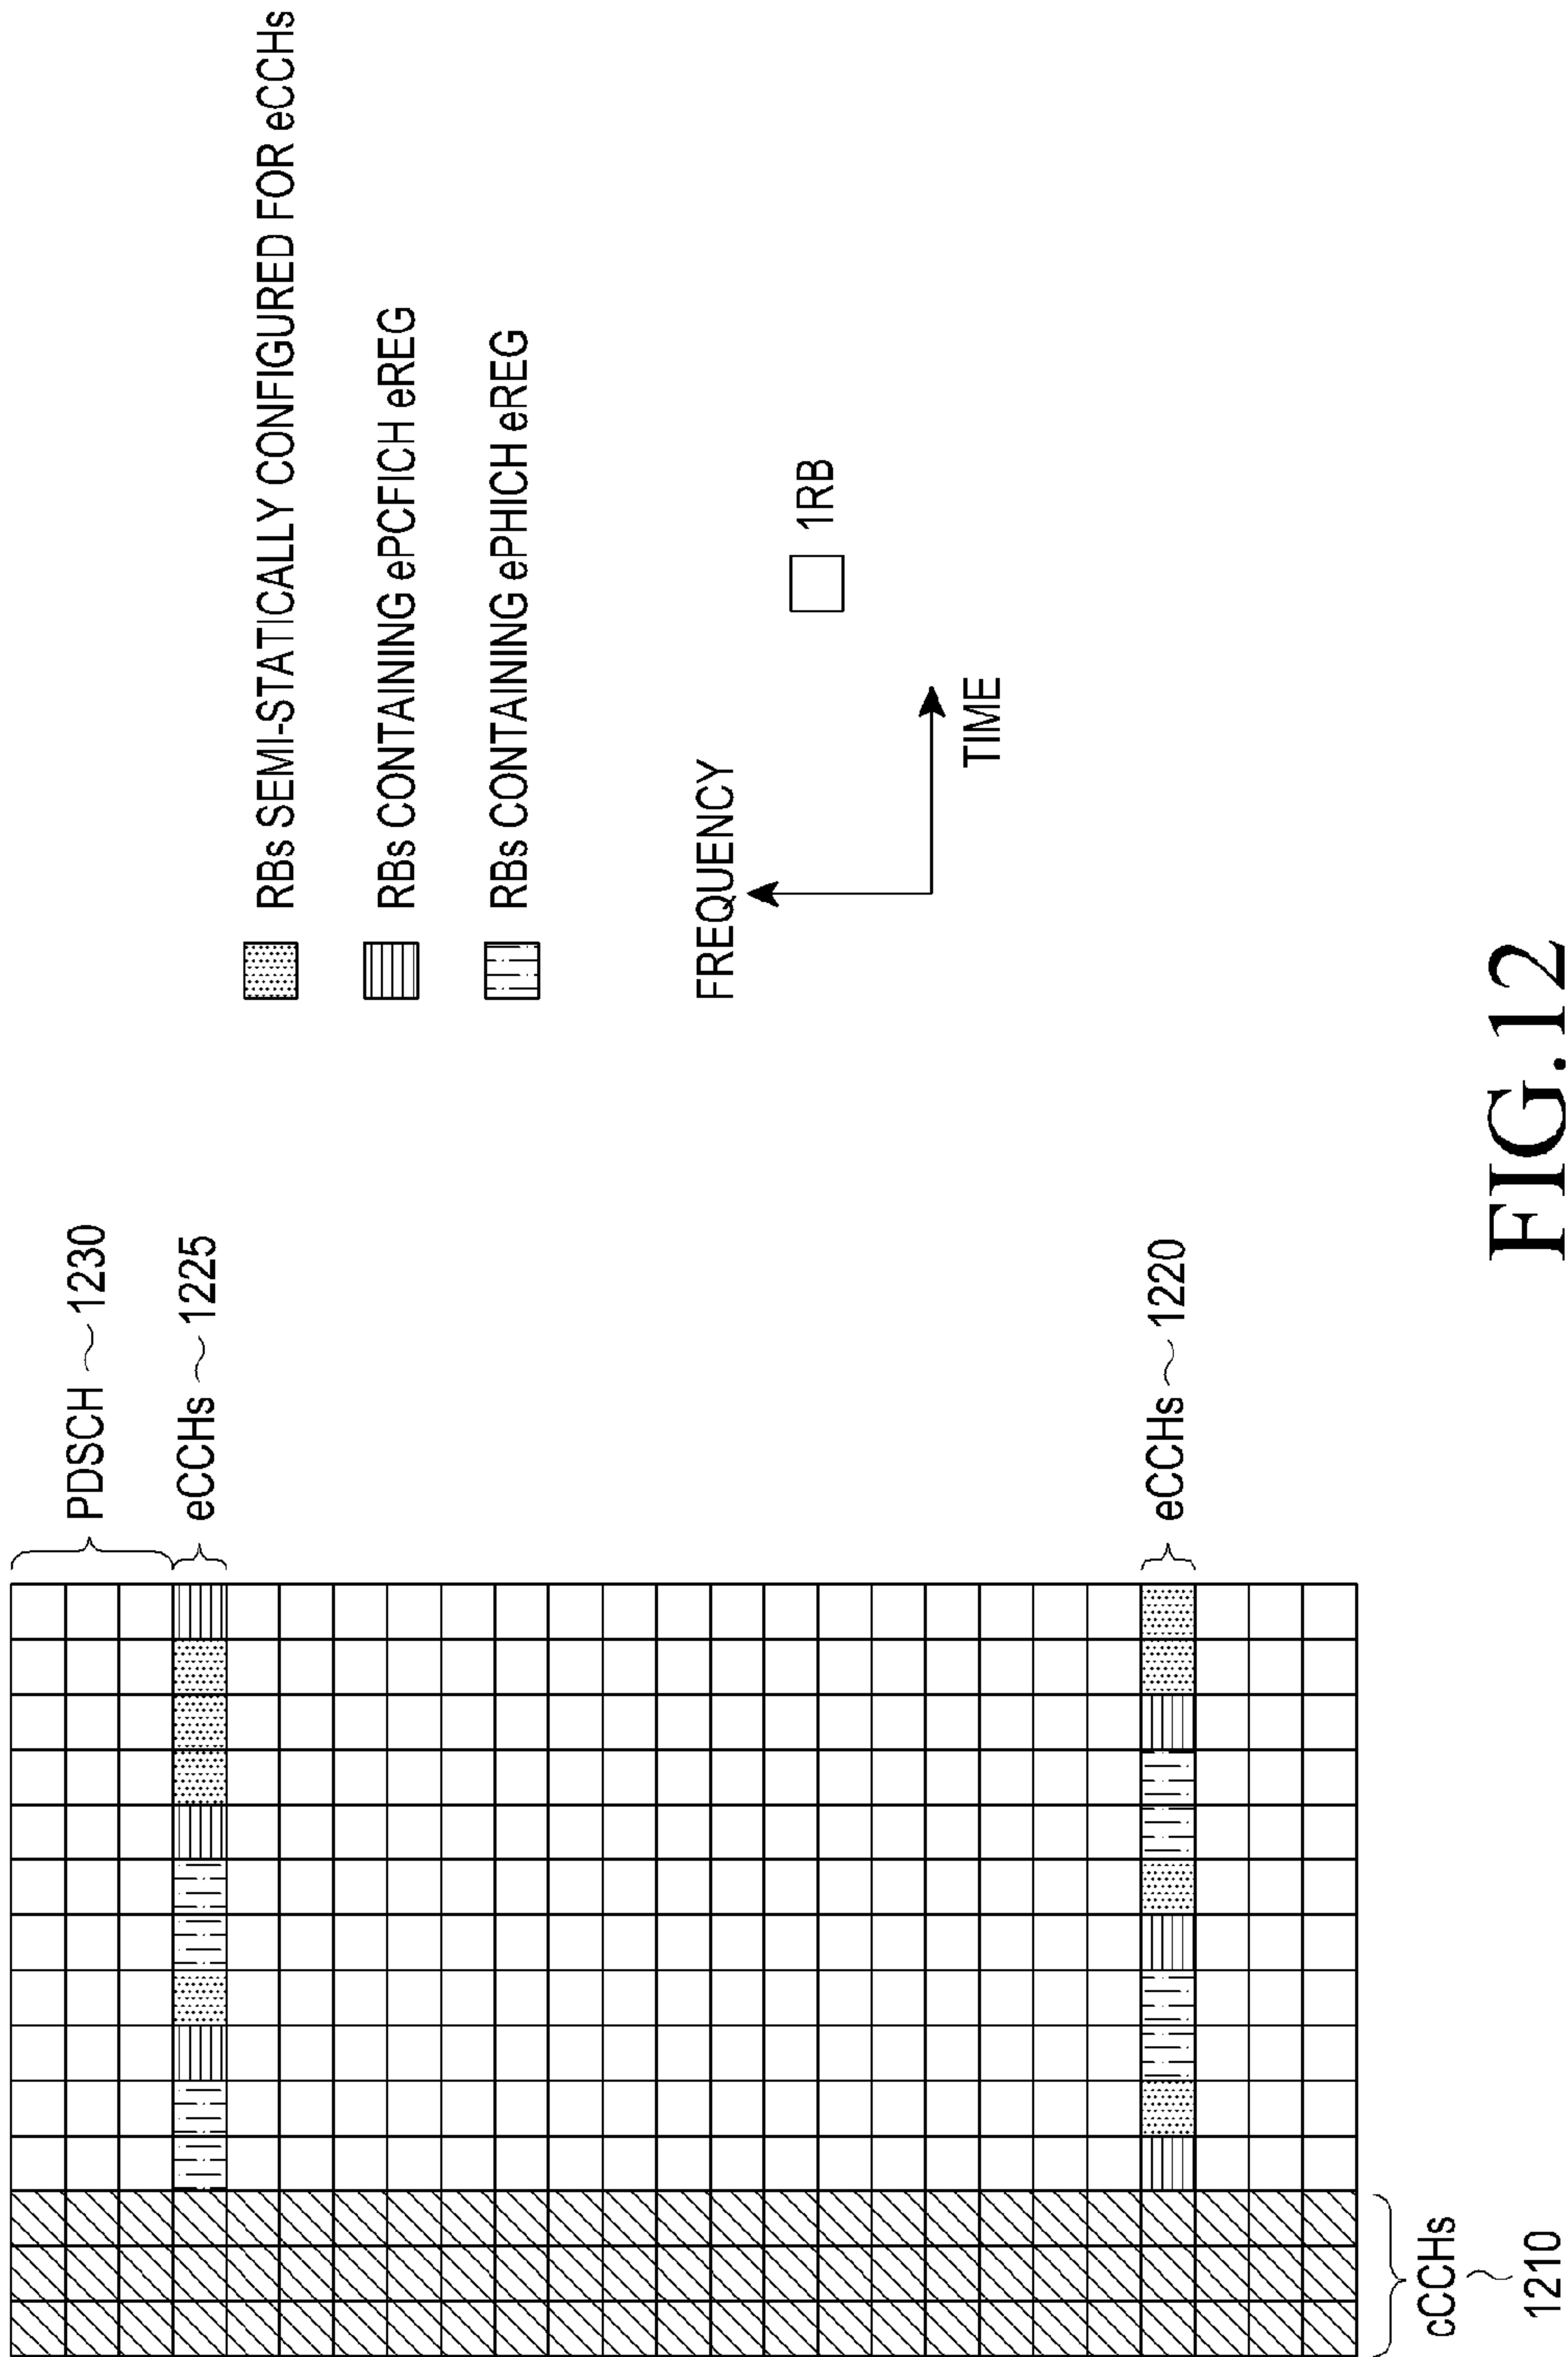 PDSCH ~ 1230
eCCHs ~ 1225
eCCHs ~ 1220
cCCHs
1210
RBs SEMI-STATICALLY CONFIGURED FOR eCCHs
RBs CONTAINING ePCFICH eREG
RBs CONTAINING ePHICH eREG
FREQUENCY
TIME
1RB
FIG.12